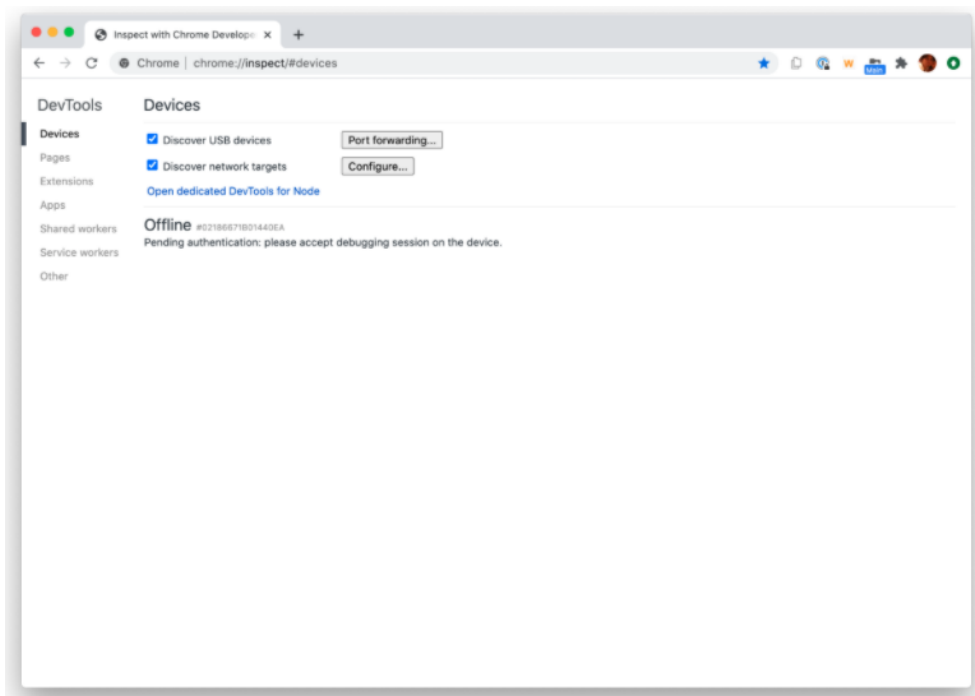 Inspect with Chrome Develope
Chrome | chrome://inspect/#devices
W
Main
DevTools
Devices
Pages
Extensions
Apps
Shared workers
Service workers
Other
Devices
Discover USB devices Port forwarding...
Discover network targets Configure...
Open dedicated DevTools for Node
Offline #02186671B01440EA
Pending authentication: please accept debugging session on the device.